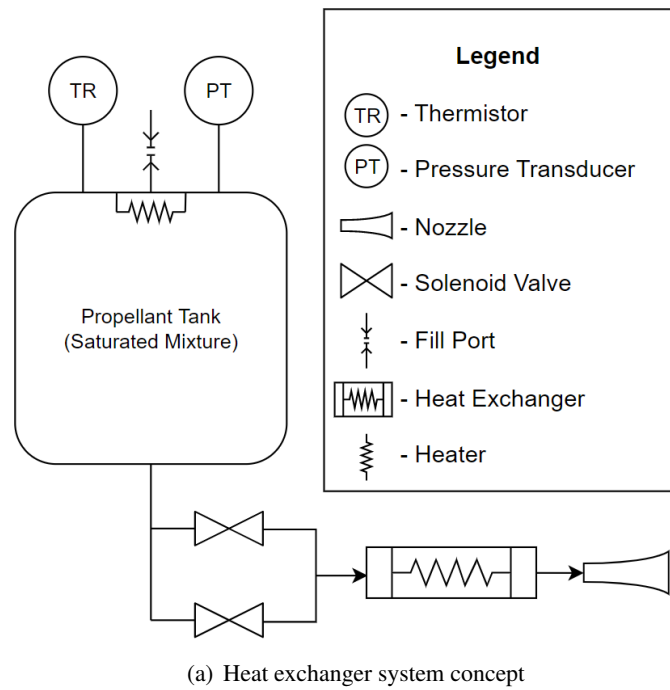 TR
PT
Propellant Tank
(Saturated Mixture)
Legend
TR - Thermistor
PT - Pressure Transducer
- Nozzle
- Solenoid Valve
- Fill Port
- Heat Exchanger
- Heater
(a) Heat exchanger system concept